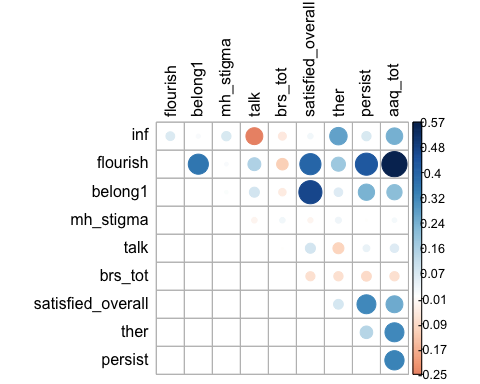 flourish
belong1
mh_stigma
talk
brs_tot
satisfied_overall
ther
persist
aaq_tot
inf
flourish
belong1
mh_stigma
talk
brs_tot
satisfied_overall
ther
persist
0.57
0.48
0.4
0.32
0.24
0.16
0.07
-0.01
-0.09
-0.17
-0.25